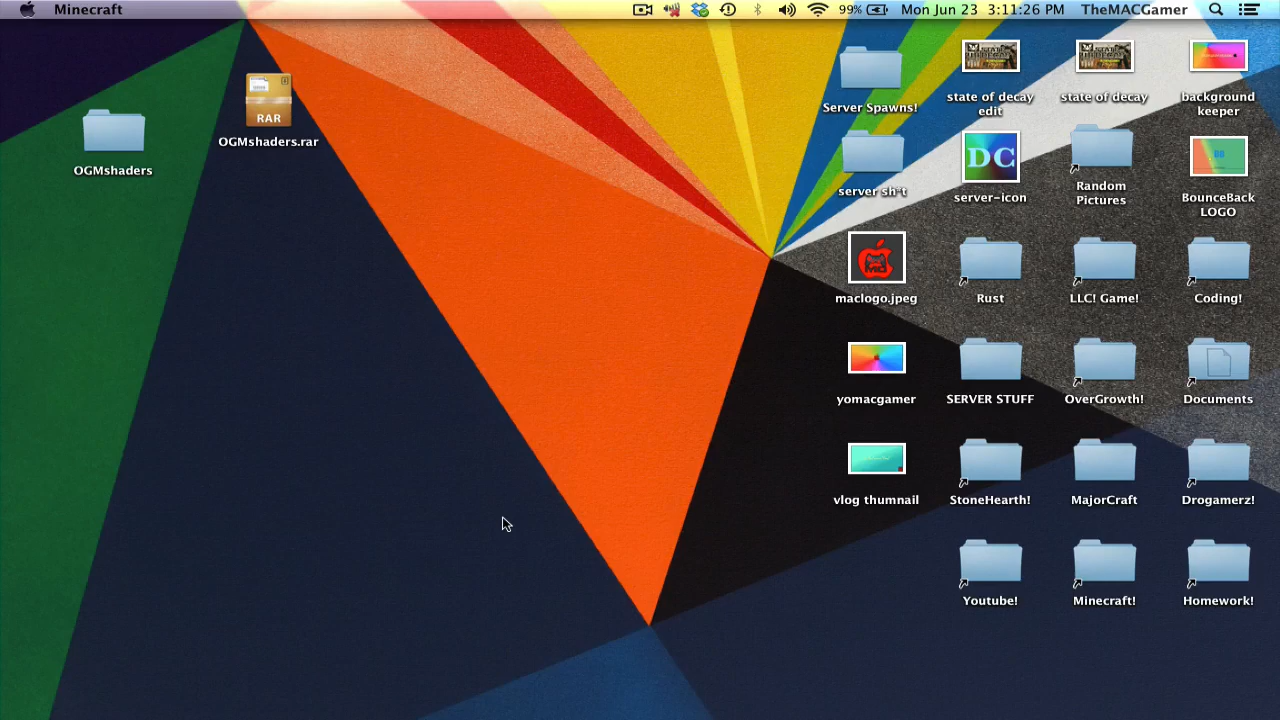 Minecraft
99%
Mon Jun 23 3:11:26 PM
TheMACGamer
OGMshaders
RAR
OGMshaders.rar
Server Spawns!
state of decay
edit
state of decay
background
keeper
server sh*t
DC
server-icon
Random
Pictures
BounceBack
LOGO
maclogo.jpeg
Rust
LLC! Game!
Coding!
yomacgamer
SERVER STUFF
OverGrowth!
Documents
vlog thumnail
StoneHearth!
MajorCraft
Drogamerz!
Youtube!
Minecraft!
Homework!